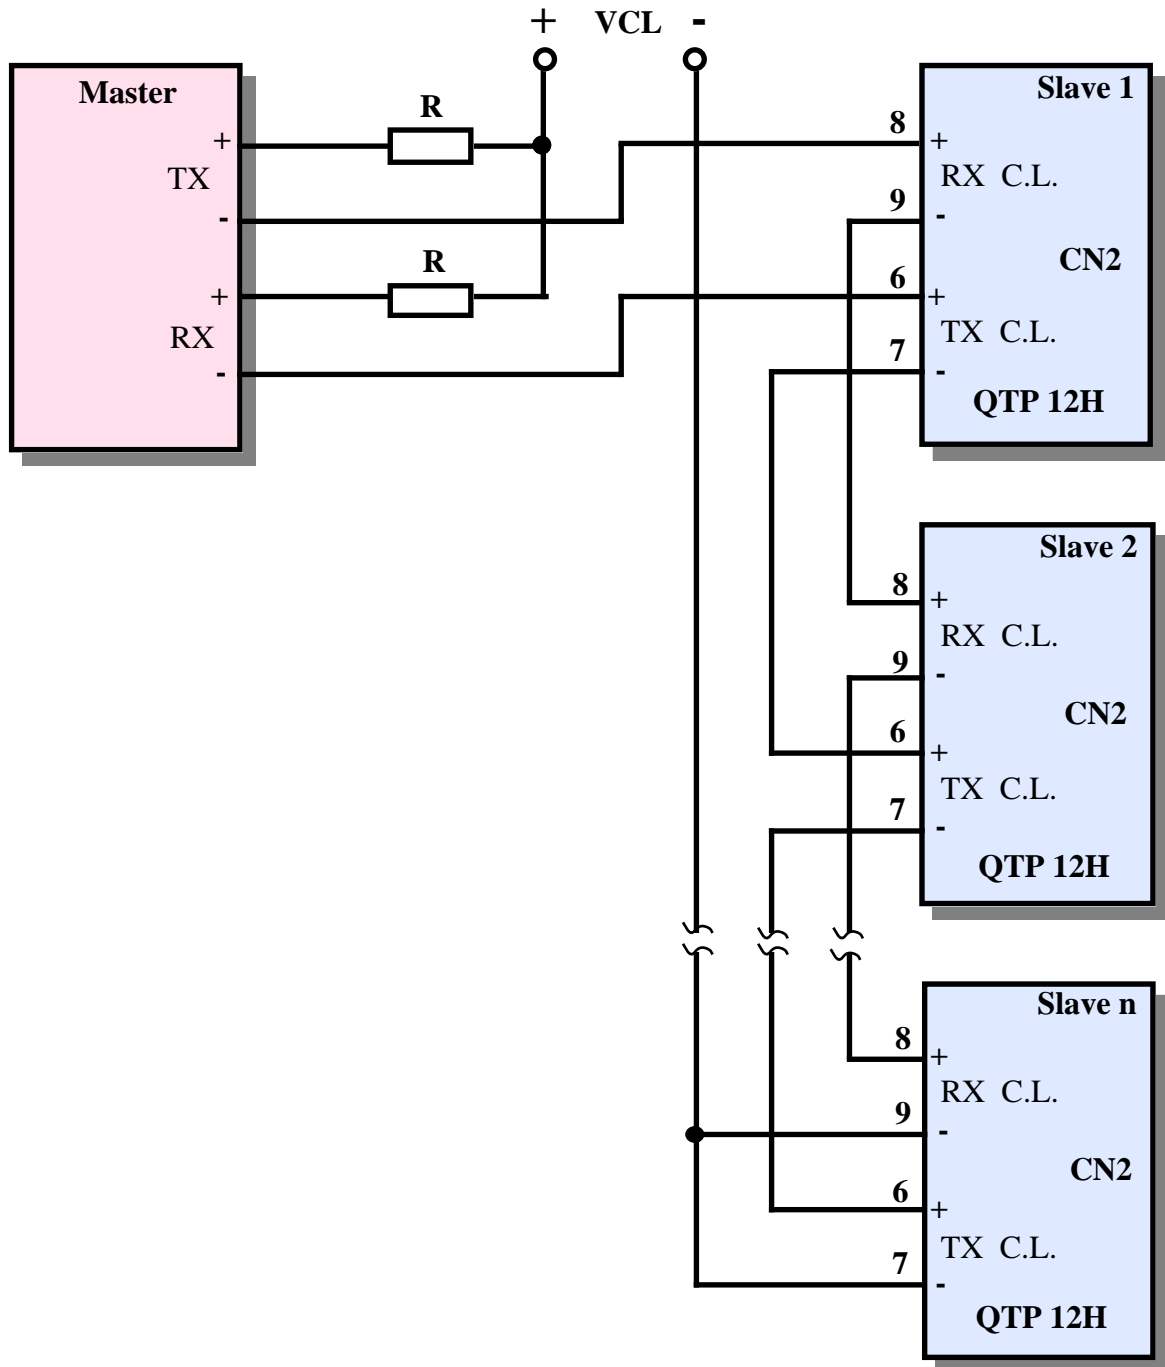 + VCL -
Master
R
+
TX
-
R
+
RX
-
Slave 1
8
+
RX C.L.
9
-
CN2
6
+
TX C.L.
7
-
QTP 12H
Slave 2
8
+
RX C.L.
9
-
CN2
6
+
TX C.L.
7
-
QTP 12H
Slave n
8
+
RX C.L.
9
-
CN2
6
+
TX C.L.
7
-
QTP 12H